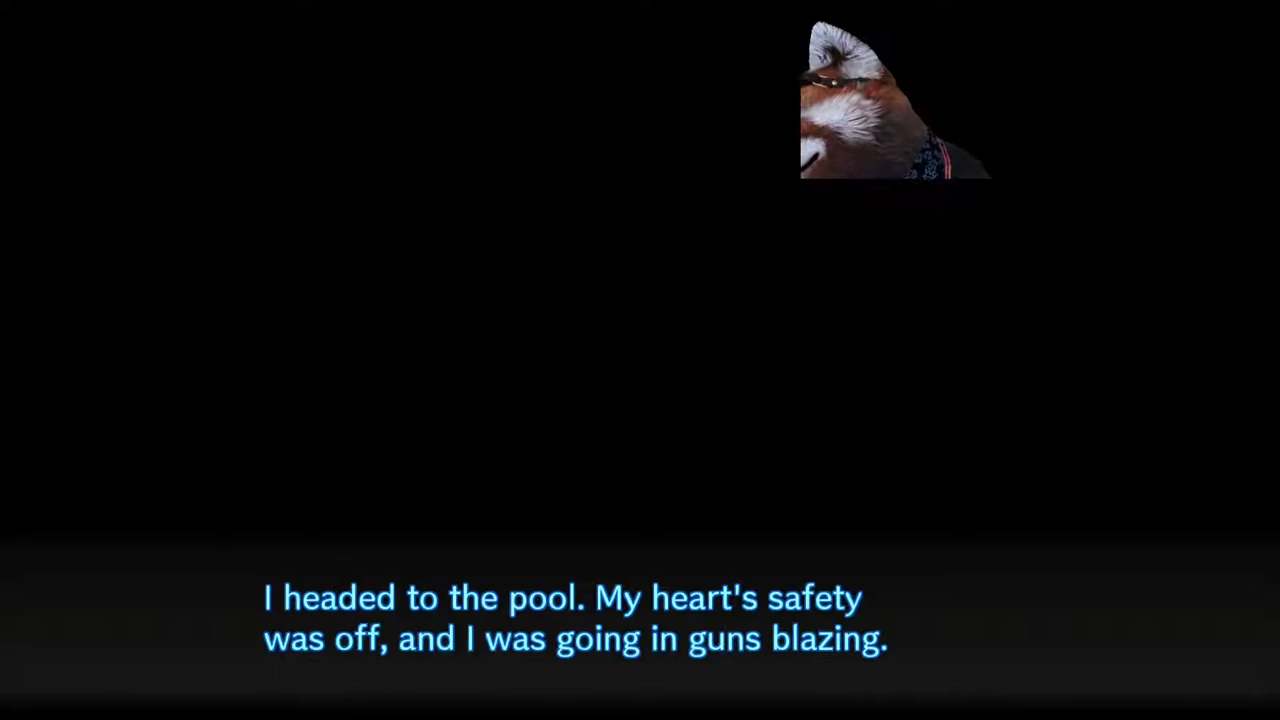 I headed to the pool. My heart's safety
was off, and I was going in guns blazing.